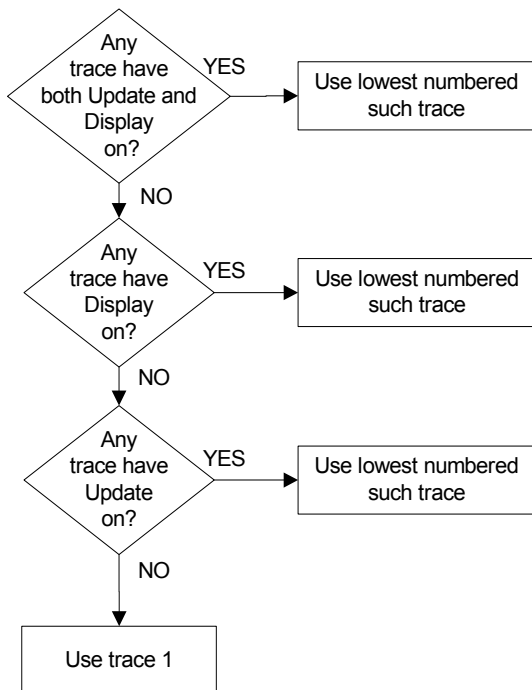 Any
trace have
both Update and
Display
on?
YES
Use lowest numbered
such trace
NO
Any
trace have
Display
on?
YES
Use lowest numbered
such trace
NO
Any
trace have
Update
on?
YES
Use lowest numbered
such trace
NO
Use trace 1